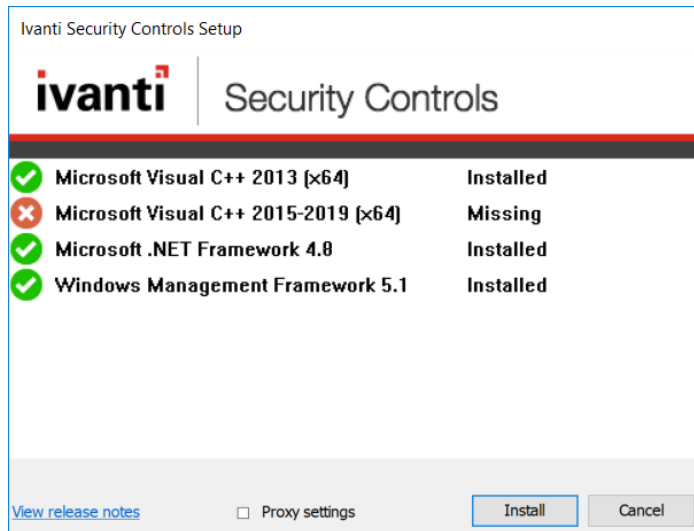 Ivanti Security Controls Setup
ivanti Security Controls
Microsoft Visual C++ 2013 (x64) Installed
Microsoft Visual C++ 2015-2019 (x64) Missing
Microsoft .NET Framework 4.8 Installed
Windows Management Framework 5.1 Installed
View release notes Proxy settings Install Cancel